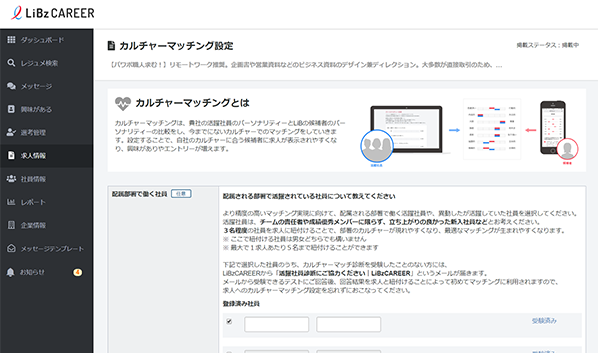 LiBzCAREER
ダッシュボード
レジュメ検索
メッセージ
興味がある
選考管理
求人情報
社員情報
レポート
企業情報
メッセージテンプレート
お知らせ
4
カルチャーマッチング設定
掲載ステータス：掲載中
【パワポ職人求む！】リモートワーク推奨。企画書や営業資料などのビジネス資料のデザイン兼ディレクション。大多数が直接取引のため、...
カルチャーマッチングとは
カルチャーマッチングは、貴社の活躍社員のパーソナリティーとLiBの候補者のパー
ソナリティーの比較をし、今までにないカルチャーでのマッチングをしていきま
す。設定することで、自社のカルチャーに合う候補者に求人が表示されやすくな
り、興味がありやエントリーが増えます。
配属部署で働く社員
任意
配属される部署で活躍されている社員について教えてください
より精度の高いマッチング実現に向けて、配属される部署で働く活躍社員や、異動したが活躍していた社員を選択してください。
活躍社員は、チームの責任者や成績優秀メンバーに限らず、立ち上がりの良かった新入社員などとお考えください。
３名程度の社員を求人に紐付けることで、部署のカルチャーが現れやすくなり、最適なマッチングが生まれやすくなります。
※ ここで紐付ける社員は男女どちらでも構いません
※ 最大で１求人あたり５名まで紐付けることができます
下記で選択した社員のうち、カルチャーマッチ診断を受験したことのない方には、
LiBzCAREERから「活躍社員診断にご協力ください｜LiBzCAREER」というメールが届きます。
メールから受験できるテストにご回答後、回答結果を求人と紐付けることによって初めてマッチングに利用されますので、
求人へのカルチャーマッチング設定を忘れずにおこなってください。
登録済み社員
受験済み